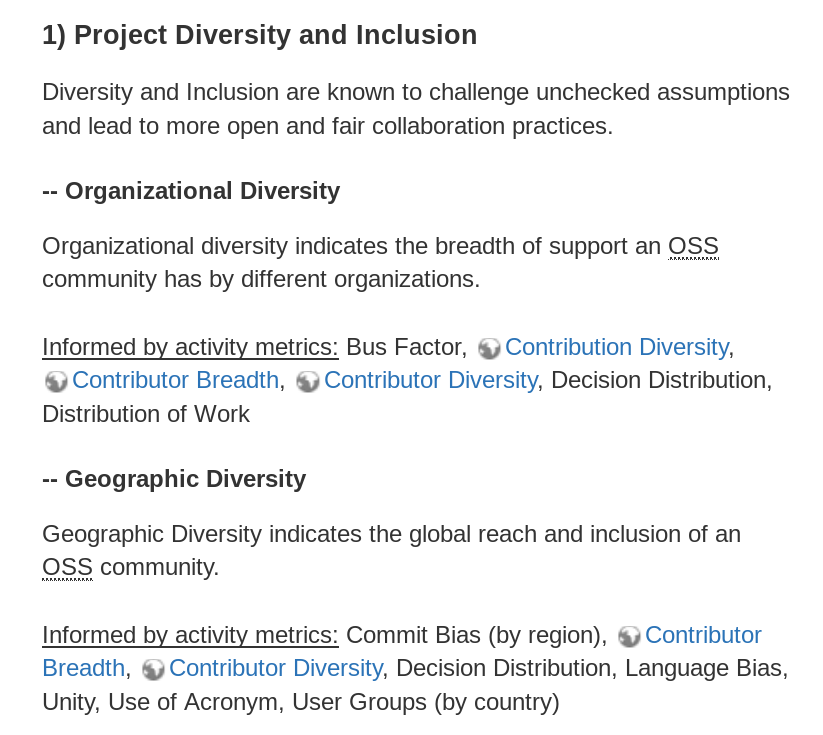 1) Project Diversity and Inclusion
Diversity and Inclusion are known to challenge unchecked assumptions
and lead to more open and fair collaboration practices.
-- Organizational Diversity
Organizational diversity indicates the breadth of support an OSS
community has by different organizations.
Informed by activity metrics: Bus Factor, Contribution Diversity,
Contributor Breadth, Contributor Diversity, Decision Distribution,
Distribution of Work
-- Geographic Diversity
Geographic Diversity indicates the global reach and inclusion of an
OSS community.
Informed by activity metrics: Commit Bias (by region), Contributor
Breadth, Contributor Diversity, Decision Distribution, Language Bias,
Unity, Use of Acronym, User Groups (by country)